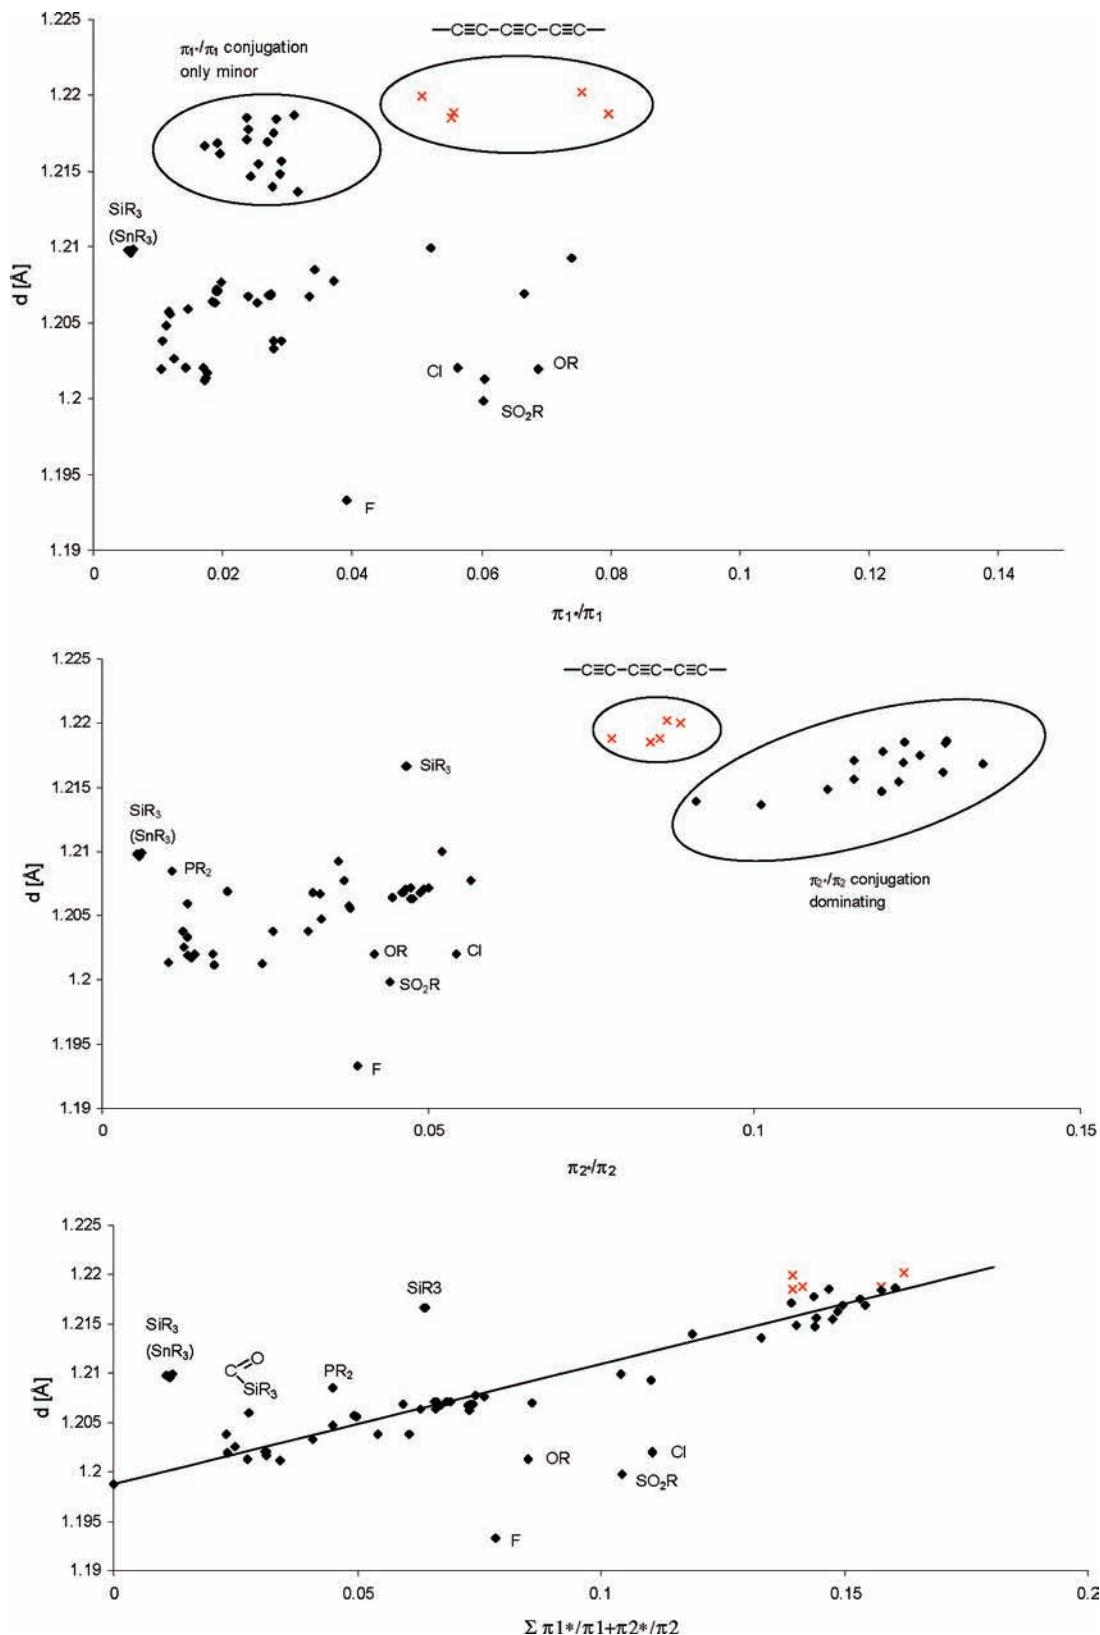 1.225
—C≡C–C≡C–C≡C—
π1*/π1 conjugation
only minor
1.22
1.215
SiR3
(SnR3)
1.21
d [Å]
1.205
Cl
OR
1.2
SO2R
1.195
F
1.19
0 0.02 0.04 0.06 0.08 0.1 0.12 0.14
π1*/π1
1.225
—C≡C–C≡C–C≡C—
1.22
SiR3
1.215
SiR3
(SnR3)
1.21
PR2
d [Å]
π2*/π2 conjugation
dominating
1.205
OR
Cl
1.2
SO2R
1.195
F
1.19
0 0.05 0.1 0.15
π2*/π2
1.225
1.22
SiR3
SiR3
(SnR3)
1.215
C O
SiR3
PR2
1.21
d [Å]
1.205
OR
Cl
1.2
SO2R
1.195
F
1.19
0 0.05 0.1 0.15 0.2
Σ π1*/π1+π2*/π2